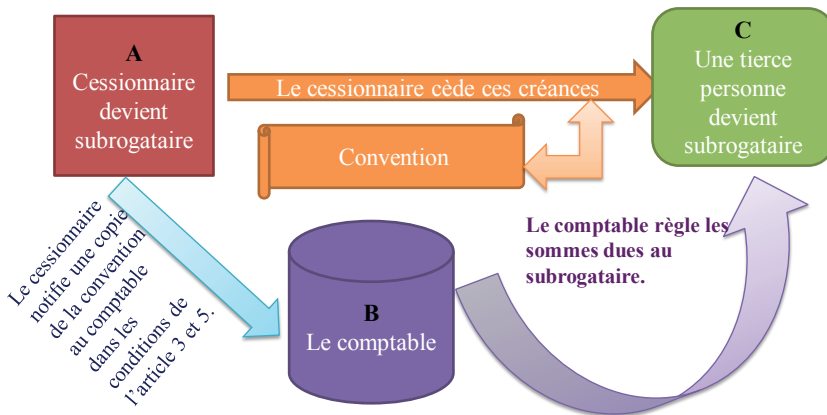 A
Cessionnaire
devient
subrogataire
Le cessionnaire cède ces créances
C
Une tierce
personne
devient
subrogataire
Convention
Le cessionnaire
notifie une copie
de la convention
au comptable
dans les
conditions de
l’article 3 et 5.
B
Le comptable
Le comptable règle les
sommes dues au
subrogataire.